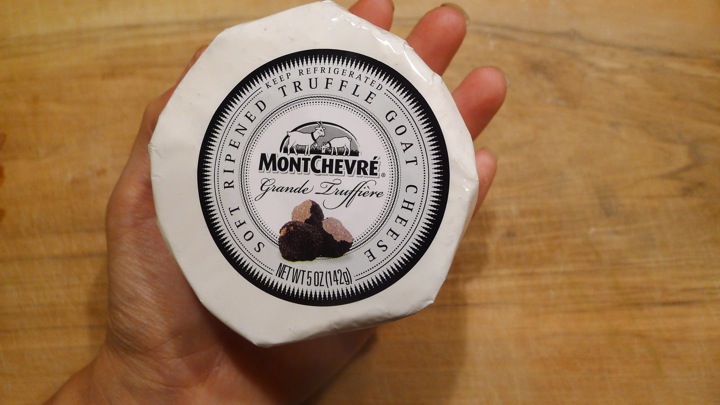 KEEP REFRIGERATED
SOFT RIPENED TRUFFLE GOAT CHEESE
MONTCHEVRÉ®
Grande Truffière
NET WT 5 OZ (142g)